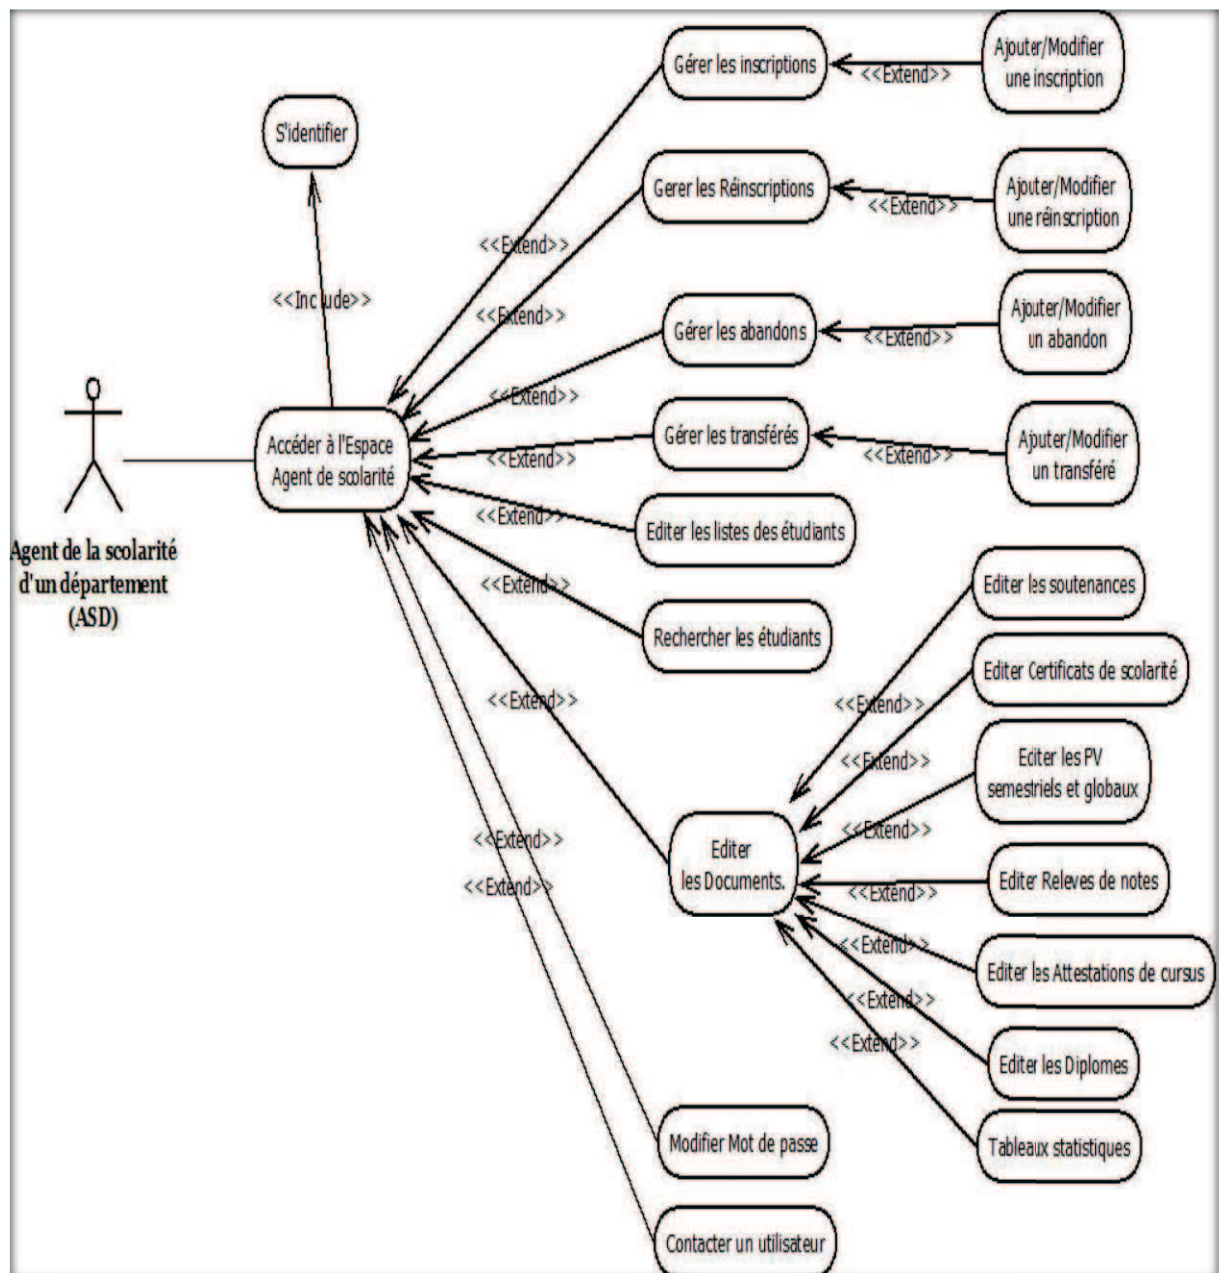 Gérer les inscriptions
<<Extend>>
Ajouter/Modifier
une inscription
S'identifier
Gerer les Réinscriptions
<<Extend>>
Ajouter/Modifier
une réinscription
<<Extend>>
<<Include>>
<<Extend>>
Gérer les abandons
<<Extend>>
Ajouter/Modifier
un abandon
<<Extend>>
Accéder à l'Espace
Agent de scolarité
Gérer les transférés
<<Extend>>
<<Extend>>
Ajouter/Modifier
un transféré
<<Extend>>
Editer les listes des étudiants
Agent de la scolarité
d'un département
(ASD)
<<Extend>>
Rechercher les étudiants
Editer les soutenances
Editer Certificats de scolarité
<<Extend>>
<<Extend>>
<<Extend>>
Editer les PV
semestriels et globaux
<<Extend>>
<<Extend>>
<<Extend>>
Editer
les Documents.
<<Extend>>
Editer Releves de notes
<<Extend>>
Editer les Attestations de cursus
<<Extend>>
<<Extend>>
Editer les Diplomes
Modifier Mot de passe
Tableaux statistiques
Contacter un utilisateur